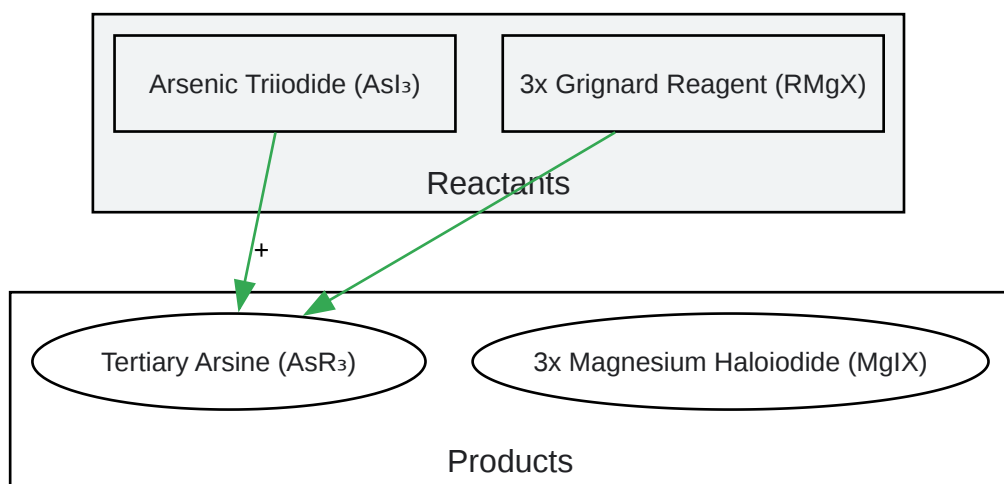 Arsenic Triiodide (AsI₃)
3x Grignard Reagent (RMgX)
Reactants
+
Tertiary Arsine (AsR₃)
3x Magnesium Haloiodide (MgIX)
Products